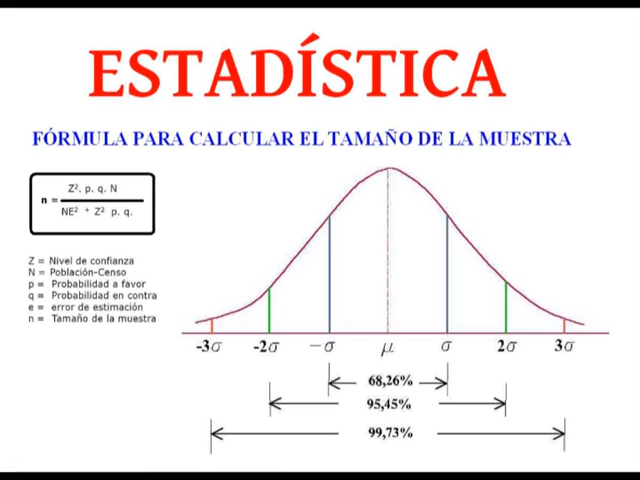 ESTADÍSTICA
FÓRMULA PARA CALCULAR EL TAMAÑO DE LA MUESTRA
Z². p. q. N
n =
NE² + Z² p. q.
Z = Nivel de confianza
N = Población-Censo
p = Probabilidad a favor
q = Probabilidad en contra
e = error de estimación
n = Tamaño de la muestra
-3σ -2σ −σ μ σ 2σ 3σ
68,26%
95,45%
99,73%